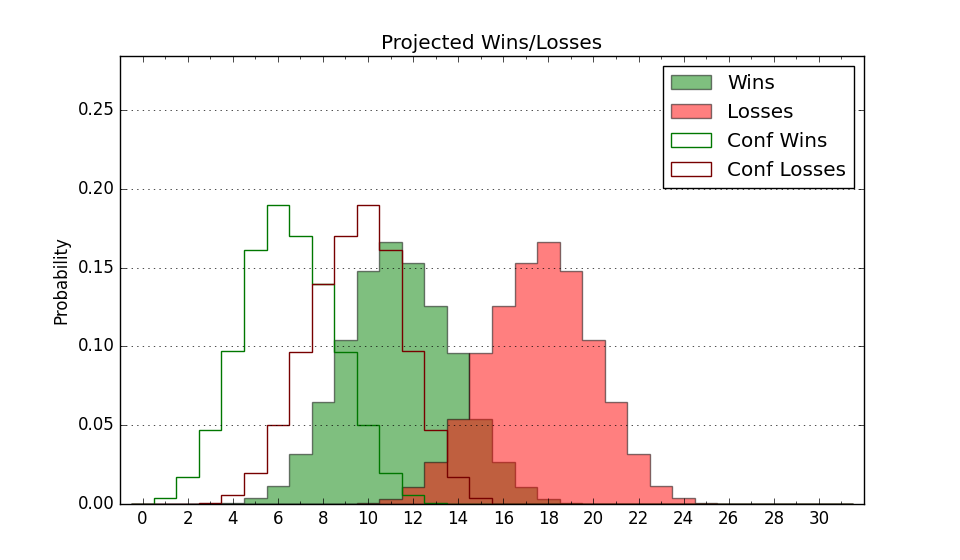 Projected Wins/Losses
Wins
Losses
Conf Wins
Conf Losses
Probability
0.25
0.20
0.15
0.10
0.05
0.00
0 2 4 6 8 10 12 14 16 18 20 22 24 26 28 30